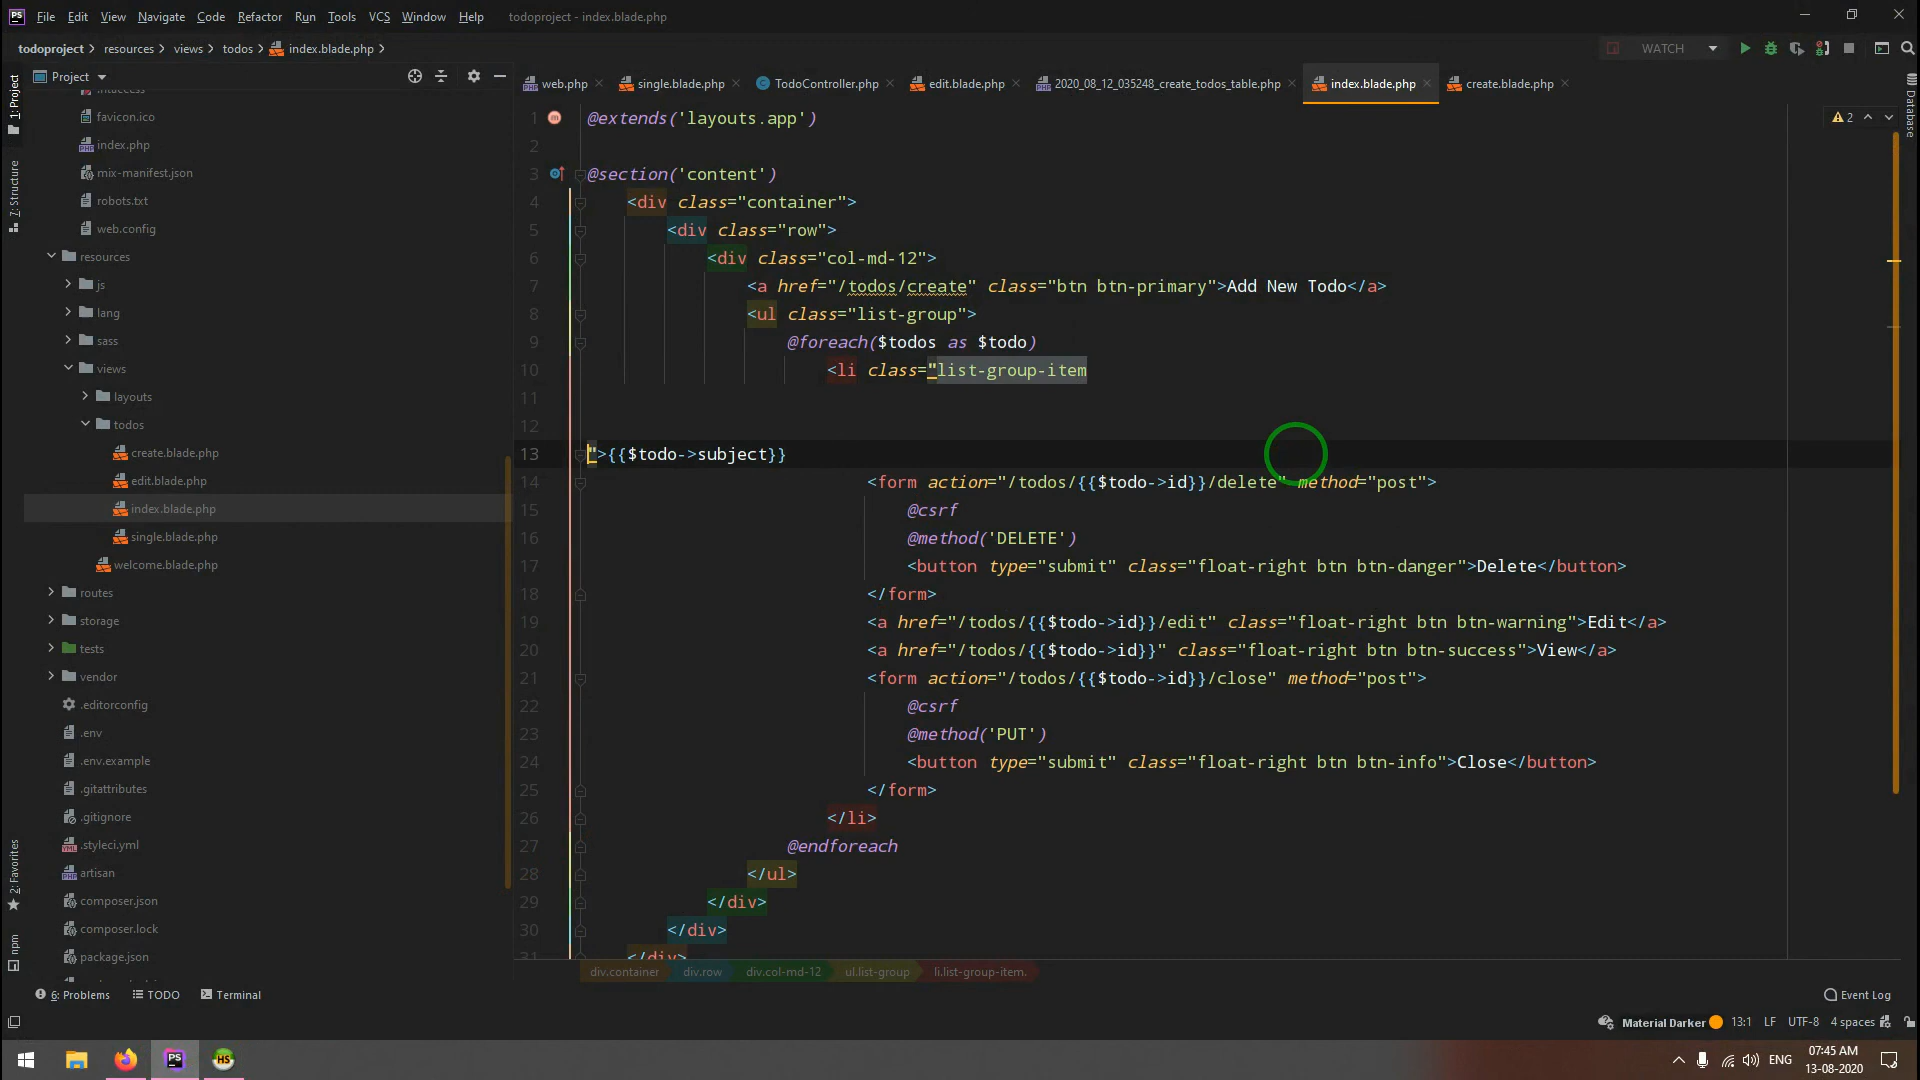 File Edit View Navigate Code Refactor Run Tools VCS Window Help todoproject - index.blade.php
todoproject resources views todos index.blade.php WATCH
Project
web.php single.blade.php TodoController.php edit.blade.php 2020_08_12_035248_create_todos_table.php index.blade.php create.blade.php
1: Project
7: Structure
2: Favorites
npm
Database
.htaccess
favicon.ico
index.php
mix-manifest.json
robots.txt
web.config
resources
js
lang
sass
views
layouts
todos
create.blade.php
edit.blade.php
index.blade.php
single.blade.php
welcome.blade.php
routes
storage
tests
vendor
.editorconfig
.env
.env.example
.gitattributes
.gitignore
.styleci.yml
artisan
composer.json
composer.lock
package.json
2
1 @extends('layouts.app')
2
3 @section('content')
4 <div class="container">
5 <div class="row">
6 <div class="col-md-12">
7 <a href="/todos/create" class="btn btn-primary">Add New Todo</a>
8 <ul class="list-group">
9 @foreach($todos as $todo)
10 <li class="list-group-item
11
12
13 ">{{$todo->subject}}
14 <form action="/todos/{{$todo->id}}/delete" method="post">
15 @csrf
16 @method('DELETE')
17 <button type="submit" class="float-right btn btn-danger">Delete</button>
18 </form>
19 <a href="/todos/{{$todo->id}}/edit" class="float-right btn btn-warning">Edit</a>
20 <a href="/todos/{{$todo->id}}" class="float-right btn btn-success">View</a>
21 <form action="/todos/{{$todo->id}}/close" method="post">
22 @csrf
23 @method('PUT')
24 <button type="submit" class="float-right btn btn-info">Close</button>
25 </form>
26 </li>
27 @endforeach
28 </ul>
29 </div>
30 </div>
31 </div>
div.container div.row div.col-md-12 ul.list-group li.list-group-item.
6: Problems TODO Terminal Event Log
Material Darker 13:1 LF UTF-8 4 spaces
PS HS ENG 07:45 AM
13-08-2020